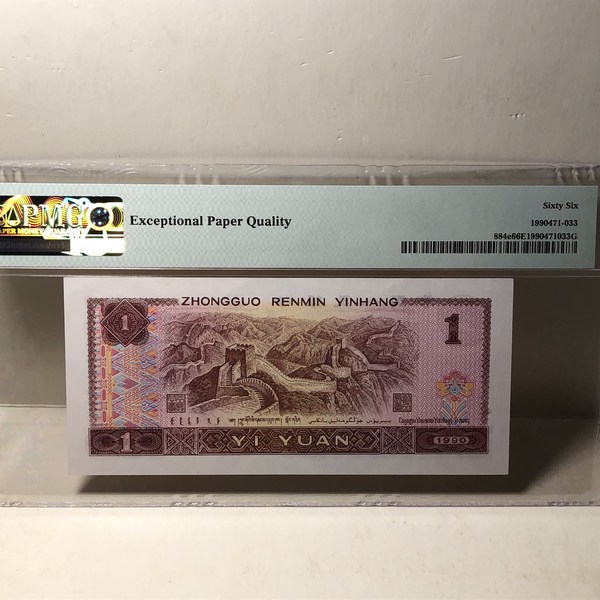 PMG
Exceptional Paper Quality
Sixty Six
1990471-033
884e66E1990471033G
ZHONGGUO RENMIN YINHANG
1
1
1
YI YUAN
1990